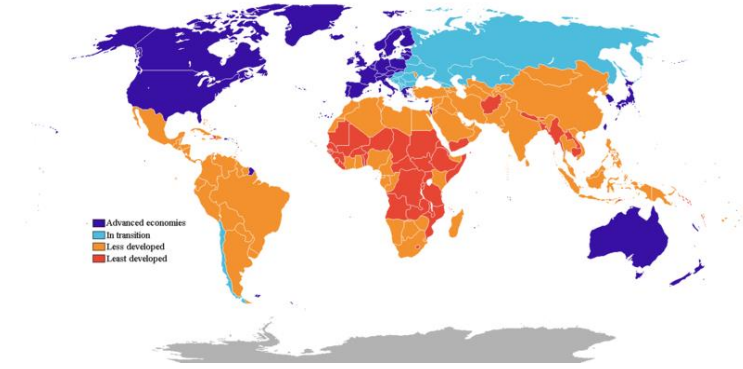 Advanced economies
In transition
Less developed
Least developed